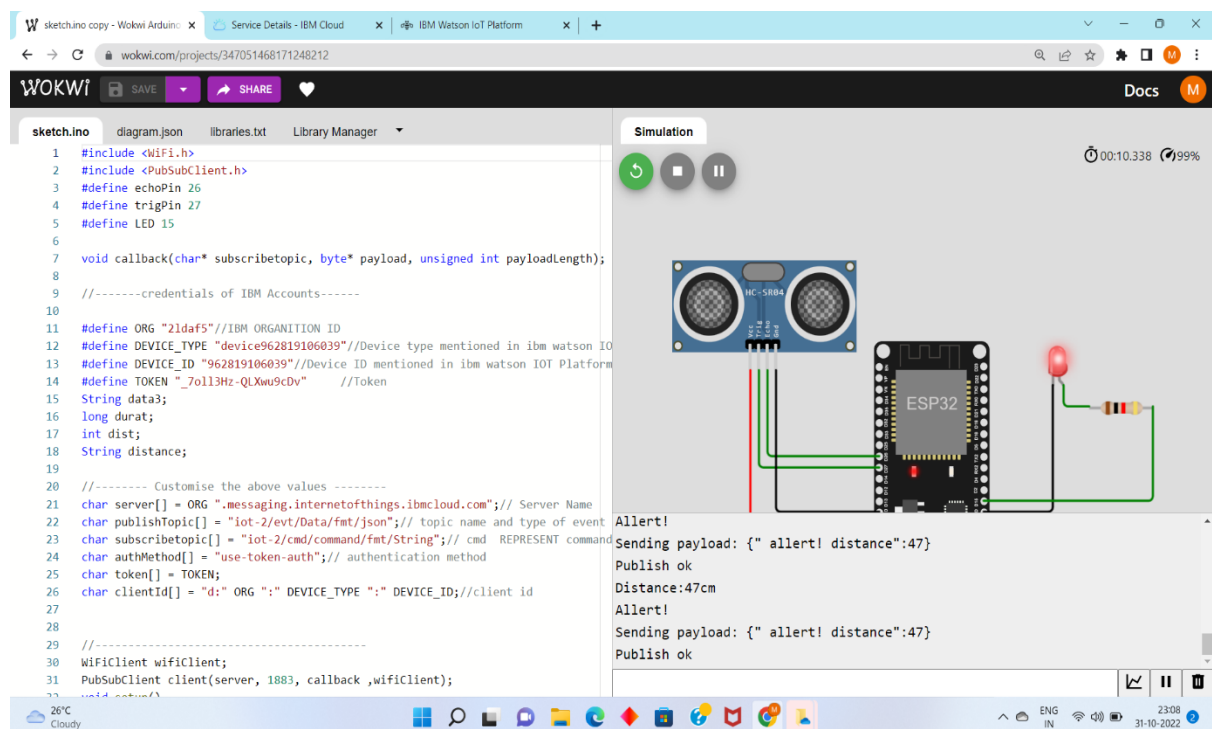 sketch.ino copy - Wokwi Arduino
Service Details - IBM Cloud
IBM Watson IoT Platform
wokwi.com/projects/347051468171248212
M
WOKWi
SAVE
SHARE
Docs
M
sketch.ino
diagram.json
libraries.txt
Library Manager
1 #include <WiFi.h>
2 #include <PubSubClient.h>
3 #define echoPin 26
4 #define trigPin 27
5 #define LED 15
6
7 void callback(char* subscribetopic, byte* payload, unsigned int payloadLength);
8
9 //-------credentials of IBM Accounts------
10
11 #define ORG "2ldaf5"//IBM ORGANITION ID
12 #define DEVICE_TYPE "device962819106039"//Device type mentioned in ibm watson IO
13 #define DEVICE_ID "962819106039"//Device ID mentioned in ibm watson IOT Platform
14 #define TOKEN "_7oll3Hz-QLXwu9cDv" //Token
15 String data3;
16 long durat;
17 int dist;
18 String distance;
19
20 //-------- Customise the above values --------
21 char server[] = ORG ".messaging.internetofthings.ibmcloud.com";// Server Name
22 char publishTopic[] = "iot-2/evt/Data/fmt/json";// topic name and type of event
23 char subscribetopic[] = "iot-2/cmd/command/fmt/String";// cmd REPRESENT command
24 char authMethod[] = "use-token-auth";// authentication method
25 char token[] = TOKEN;
26 char clientId[] = "d:" ORG ":" DEVICE_TYPE ":" DEVICE_ID;//client id
27
28
29 //----------------------------------------
30 WiFiClient wifiClient;
31 PubSubClient client(server, 1883, callback ,wifiClient);
32 void setup()
Simulation
00:10.338 99%
HC-SR04
Vcc
Trig
Echo
Gnd
ESP32
Allert!
Sending payload: {" allert! distance":47}
Publish ok
Distance:47cm
Allert!
Sending payload: {" allert! distance":47}
Publish ok
26°C
Cloudy
ENG
IN
23:08
31-10-2022
2